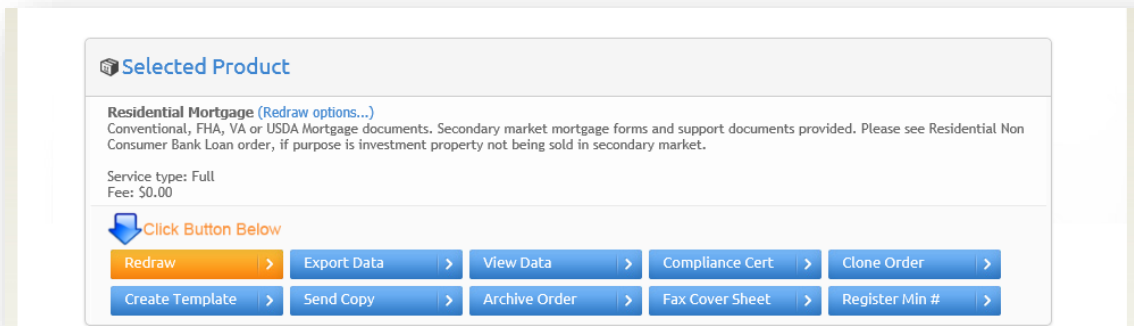 Selected Product
Residential Mortgage (Redraw options...)
Conventional, FHA, VA or USDA Mortgage documents. Secondary market mortgage forms and support documents provided. Please see Residential Non
Consumer Bank Loan order, if purpose is investment property not being sold in secondary market.
Service type: Full
Fee: $0.00
Click Button Below
Redraw Export Data View Data Compliance Cert Clone Order
Create Template Send Copy Archive Order Fax Cover Sheet Register Min #